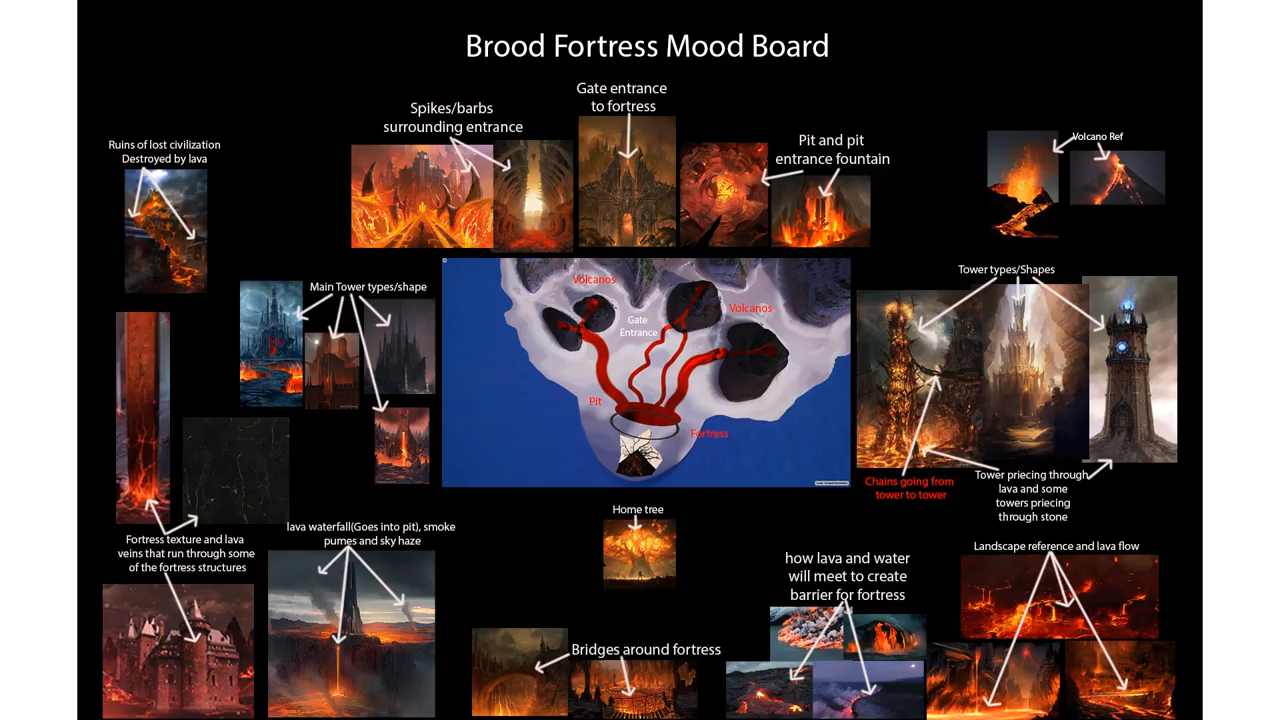 Brood Fortress Mood Board
Gate entrance
to fortress
Spikes/barbs
surrounding entrance
Pit and pit
entrance fountain
Volcano Ref
Ruins of lost civilization
Destroyed by lava
Main Tower types/shape
Volcanos
Gate
Entrance
Volcanos
Pit
Fortress
Tower types/Shapes
Chains going from
tower to tower
Tower priecing through
lava and some
towers priecing
through stone
Fortress texture and lava
veins that run through some
of the fortress structures
lava waterfall(Goes into pit), smoke
pumes and sky haze
Home tree
how lava and water
will meet to create
barrier for fortress
Landscape reference and lava flow
Bridges around fortress